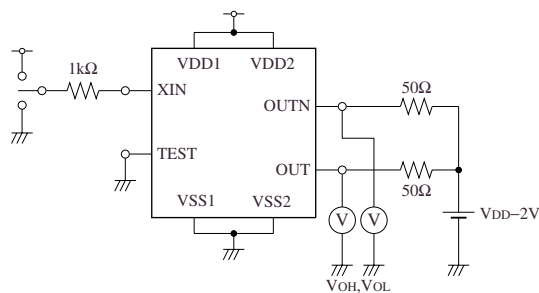 1kΩ
VDD1 VDD2
XIN
OUTN
50Ω
TEST
OUT
50Ω
VSS1 VSS2
V V
VDD−2V
VOH,VOL